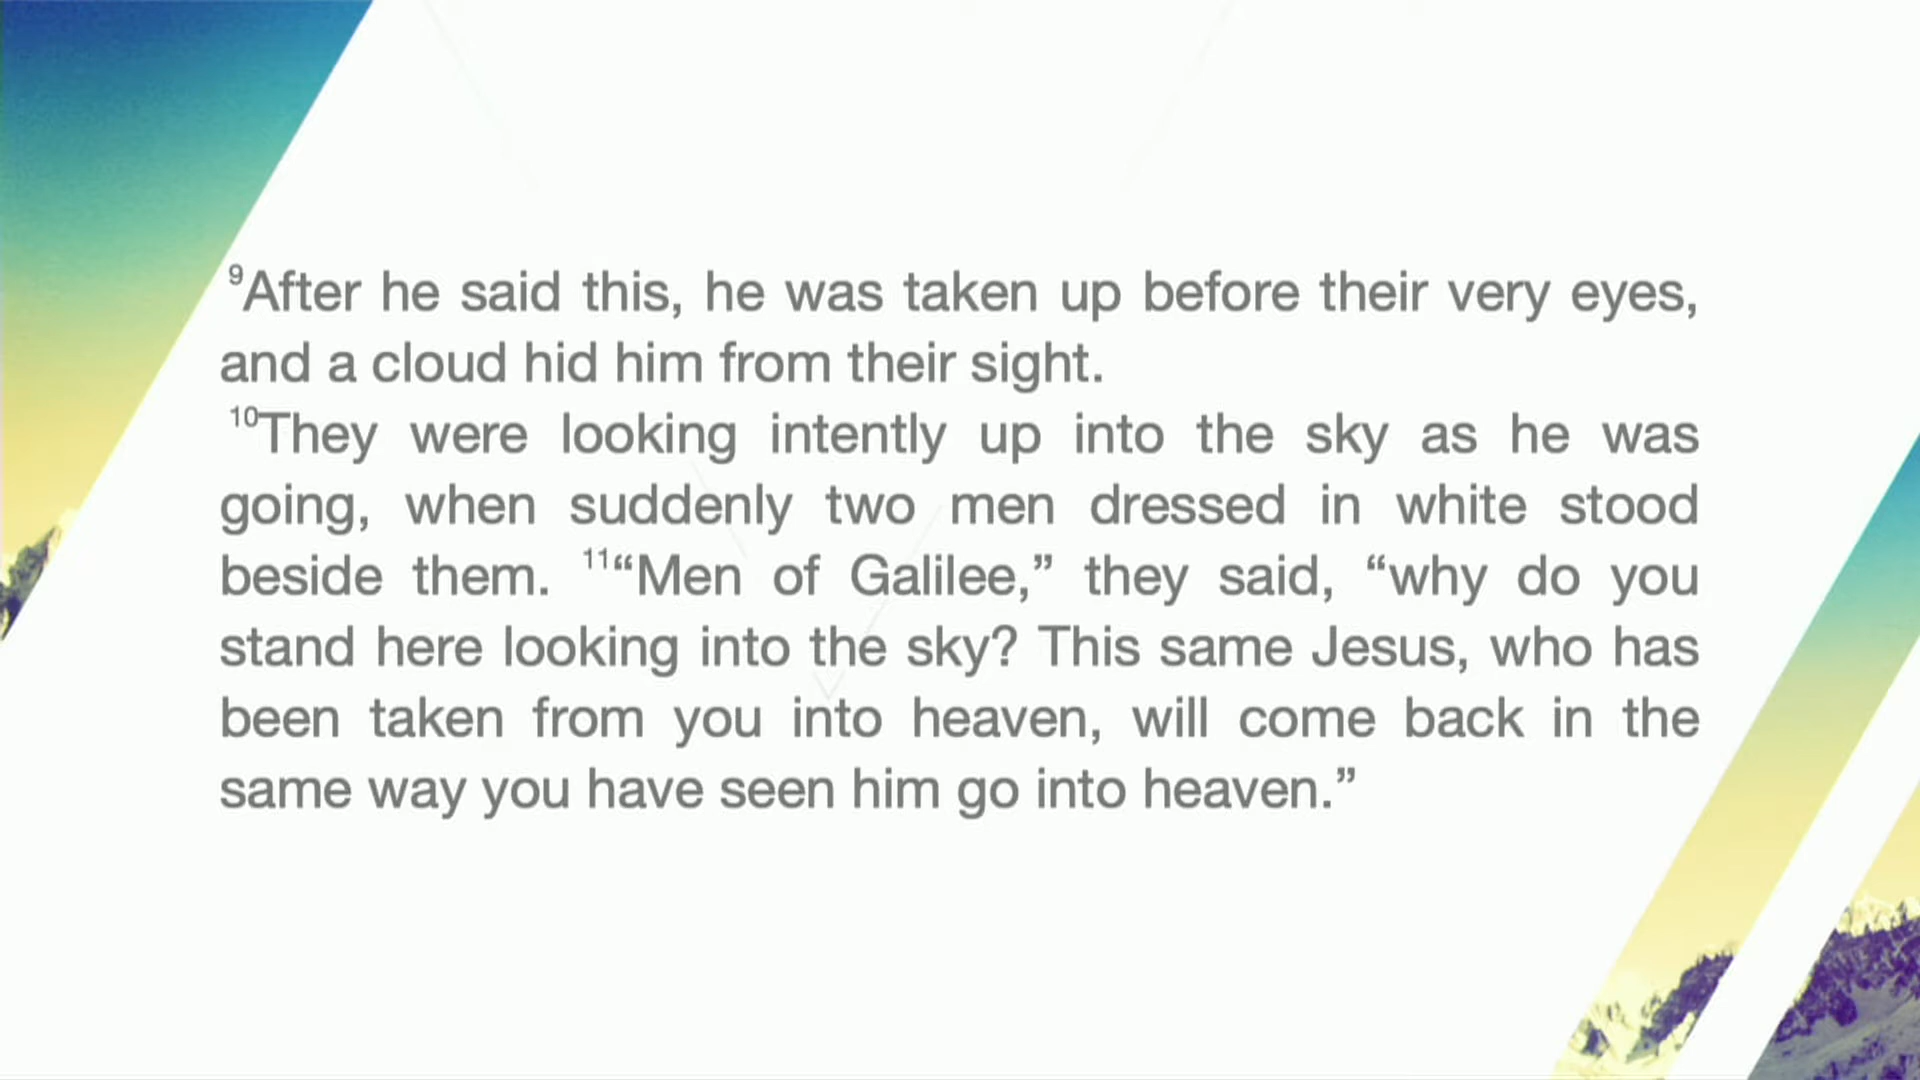 ⁹After he said this, he was taken up before their very eyes,
and a cloud hid him from their sight.
¹⁰They were looking intently up into the sky as he was
going, when suddenly two men dressed in white stood
beside them. ¹¹“Men of Galilee,” they said, “why do you
stand here looking into the sky? This same Jesus, who has
been taken from you into heaven, will come back in the
same way you have seen him go into heaven.”